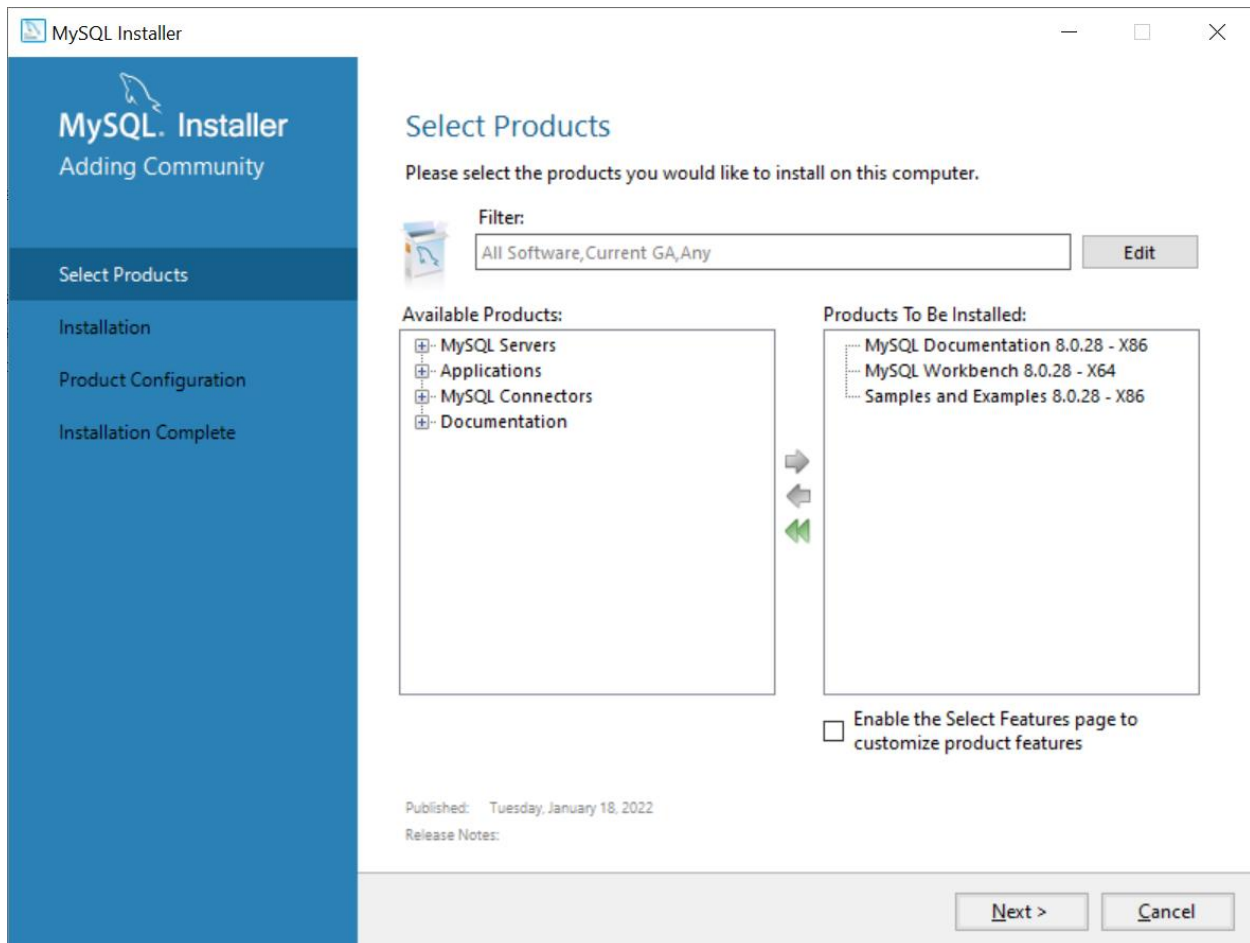 MySQL Installer
MySQL. Installer
Adding Community
Select Products
Installation
Product Configuration
Installation Complete
Select Products
Please select the products you would like to install on this computer.
Filter:
All Software,Current GA,Any
Edit
Available Products:
MySQL Servers
Applications
MySQL Connectors
Documentation
Products To Be Installed:
MySQL Documentation 8.0.28 - X86
MySQL Workbench 8.0.28 - X64
Samples and Examples 8.0.28 - X86
Enable the Select Features page to
customize product features
Published: Tuesday, January 18, 2022
Release Notes:
Next >
Cancel